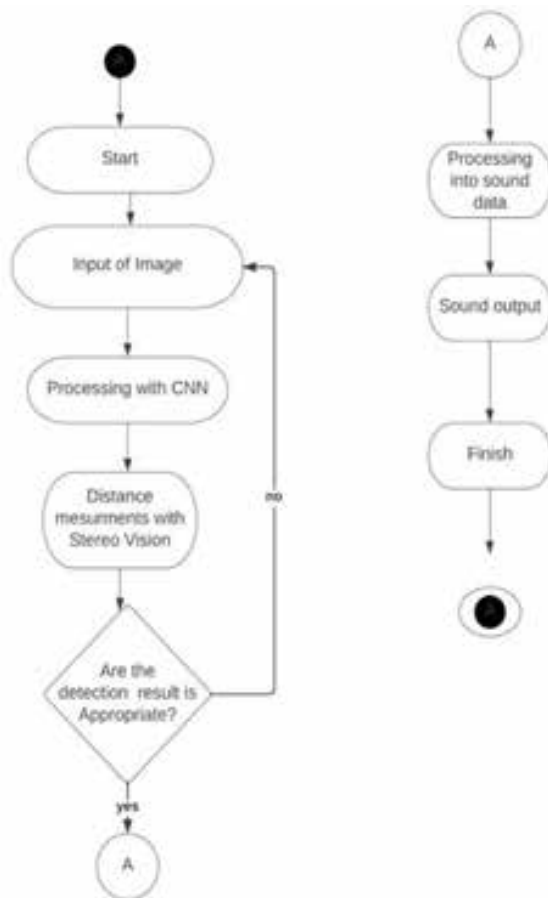 Start
Input of Image
Processing with CNN
Distance
mesurments with
Stereo Vision
Are the
detection result is
Appropriate?
no
yes
A
A
Processing
into sound
data
Sound output
Finish